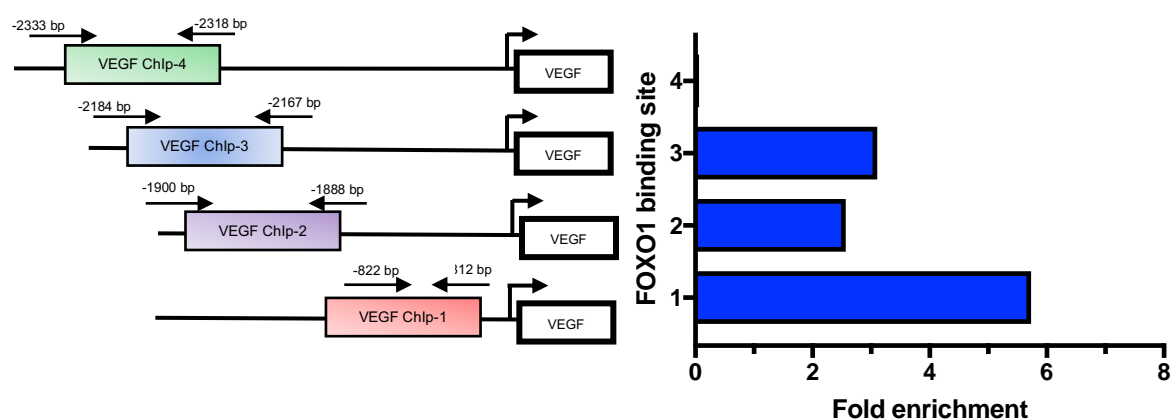 -2333 bp
-2318 bp
VEGF ChIp-4
VEGF
-2184 bp
-2167 bp
VEGF ChIp-3
VEGF
-1900 bp
-1888 bp
VEGF ChIp-2
VEGF
-822 bp
312 bp
VEGF ChIp-1
VEGF
FOXO1 binding site
4
3
2
1
0
2
4
6
8
Fold enrichment